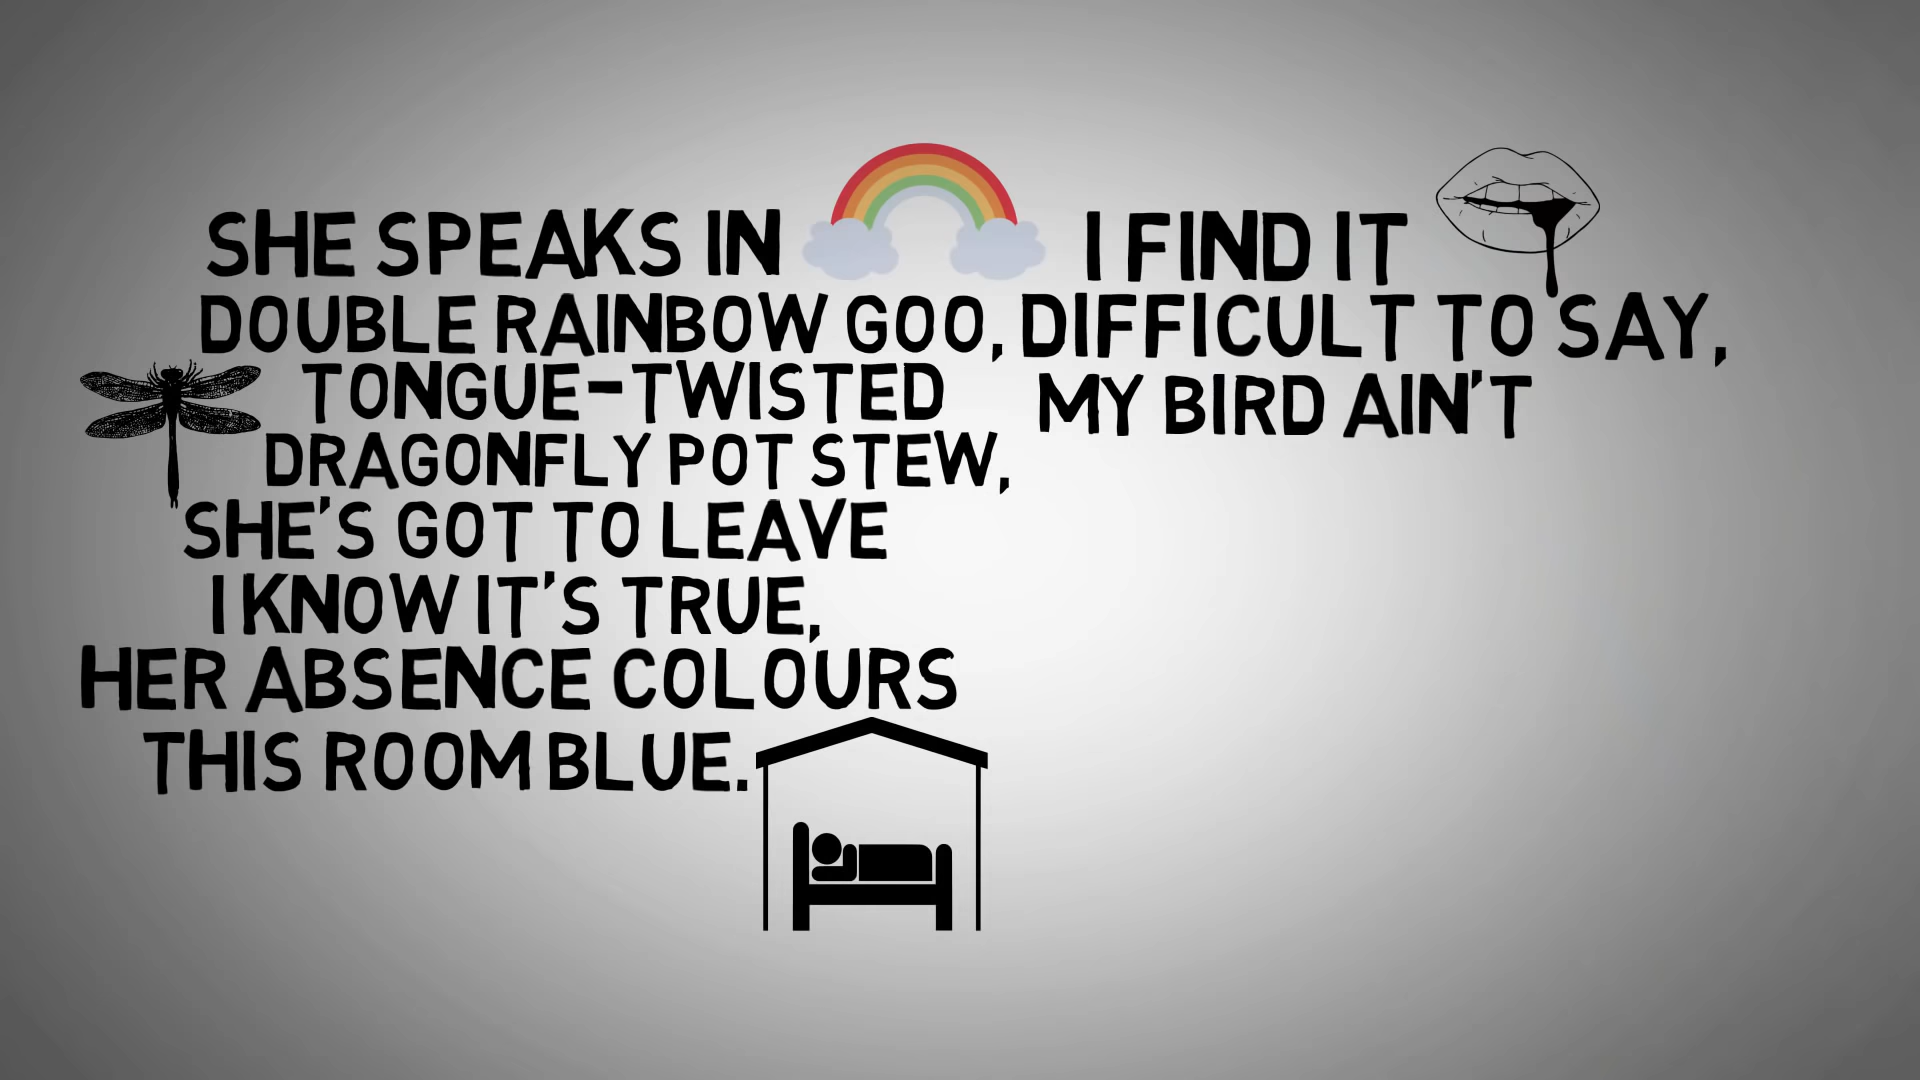 SHE SPEAKS IN
DOUBLE RAINBOW GOO,
TONGUE-TWISTED
DRAGONFLY POT STEW,
SHE'S GOT TO LEAVE
I KNOW IT'S TRUE,
HER ABSENCE COLOURS
THIS ROOM BLUE.
I FIND IT
DIFFICULT TO SAY,
MY BIRD AIN'T